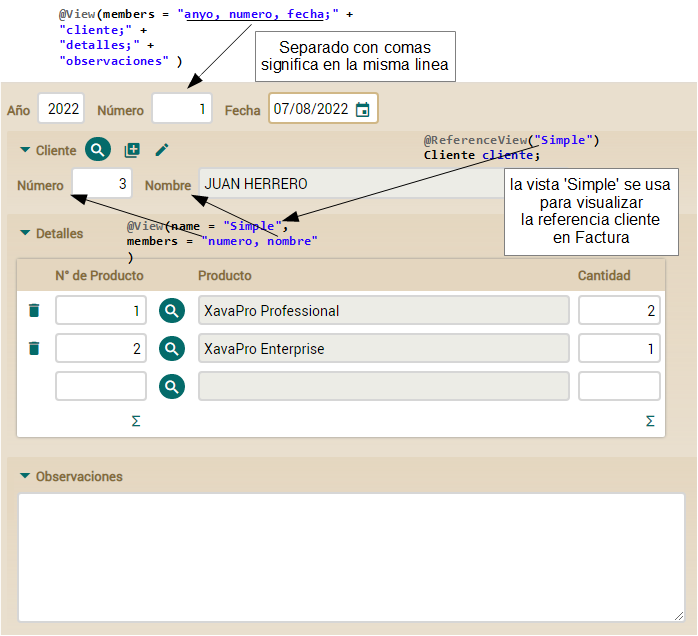 @View(members = "anyo, numero, fecha;" +
"cliente;" +
"detalles;" +
"observaciones" )
Separado con comas
significa en la misma linea
Año 2022 Número 1 Fecha 07/08/2022
Cliente
@ReferenceView("Simple")
Cliente cliente;
Número 3 Nombre JUAN HERRERO
la vista 'Simple' se usa
para visualizar
la referencia cliente
en Factura
Detalles
@View(name = "Simple",
members = "numero, nombre"
)
N° de Producto Producto Cantidad
1 XavaPro Professional 2
2 XavaPro Enterprise 1
Σ Σ
Observaciones